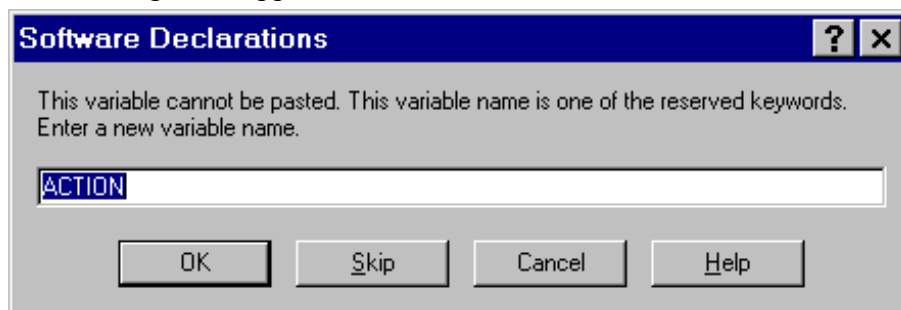 Software Declarations
? ×
This variable cannot be pasted. This variable name is one of the reserved keywords.
Enter a new variable name.
ACTION
OK Skip Cancel Help